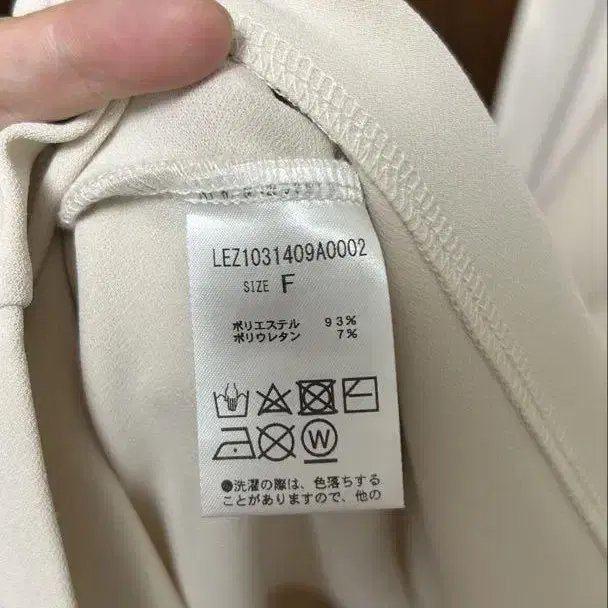 LEZ1031409A0002
SIZE F
ポリエステル 93%
ポリウレタン 7%
W
●洗濯の際は、色落ちする
ことがありますので、他の